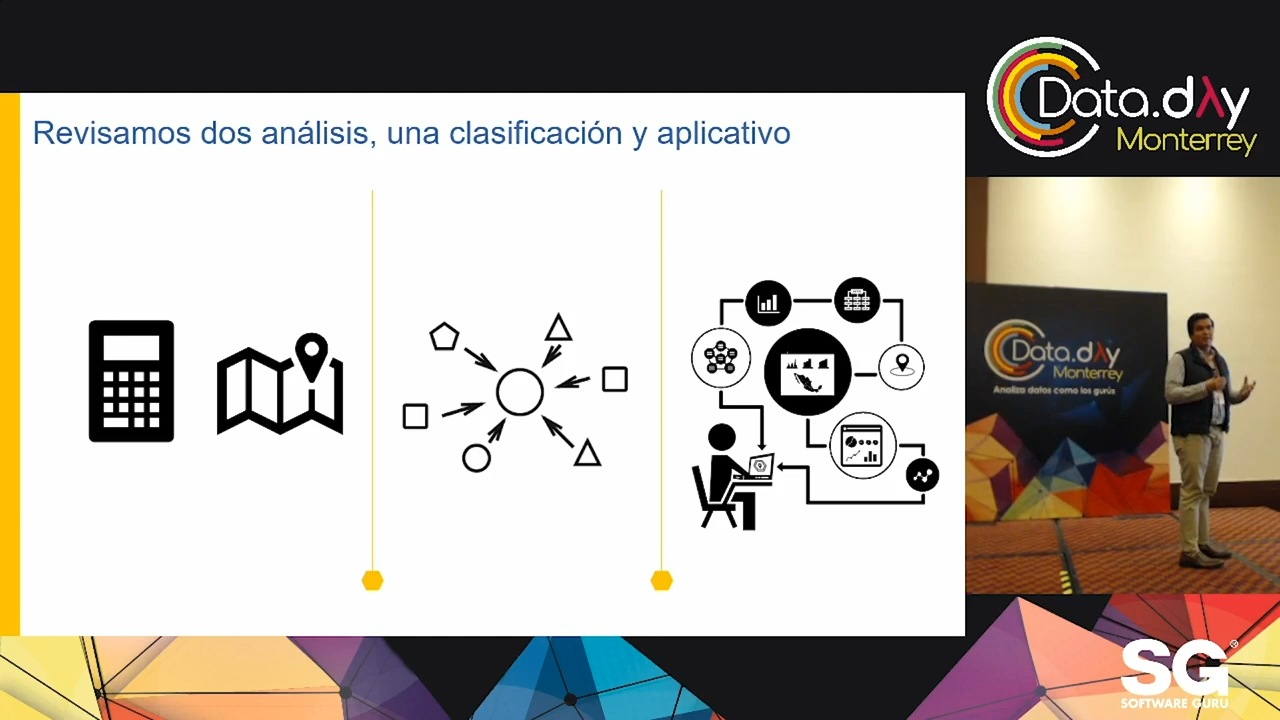 Revisamos dos análisis, una clasificación y aplicativo
Data.dλy
Monterrey
Data.dλy
Monterrey
Analiza datos como los gurús
SG®
SOFTWARE GURU